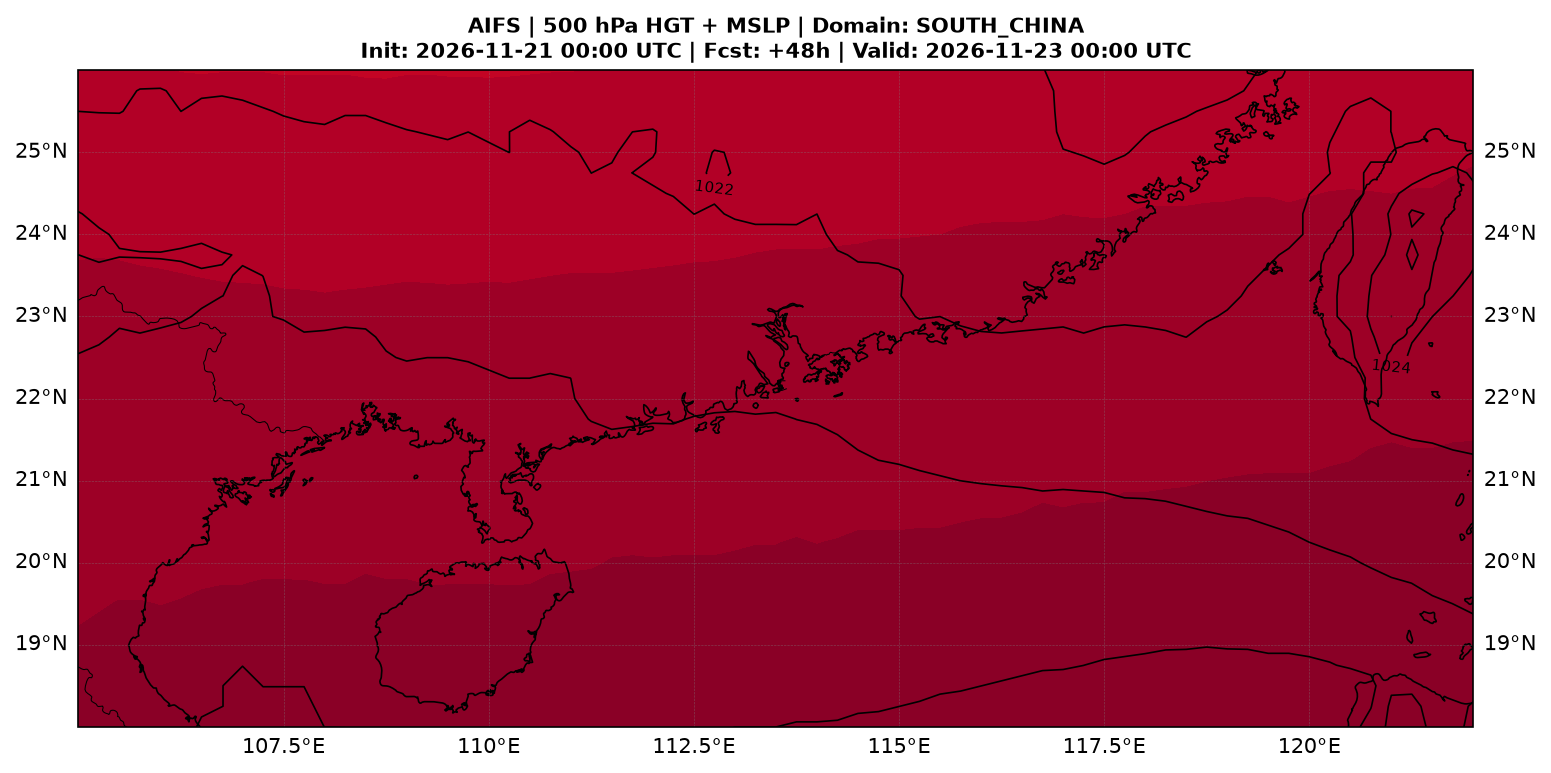 AIFS | 500 hPa HGT + MSLP | Domain: SOUTH_CHINA
Init: 2026-11-21 00:00 UTC | Fcst: +48h | Valid: 2026-11-23 00:00 UTC
25°N 25°N
1022
24°N 24°N
23°N 23°N
1024
22°N 22°N
21°N 21°N
20°N 20°N
19°N 19°N
107.5°E 110°E 112.5°E 115°E 117.5°E 120°E